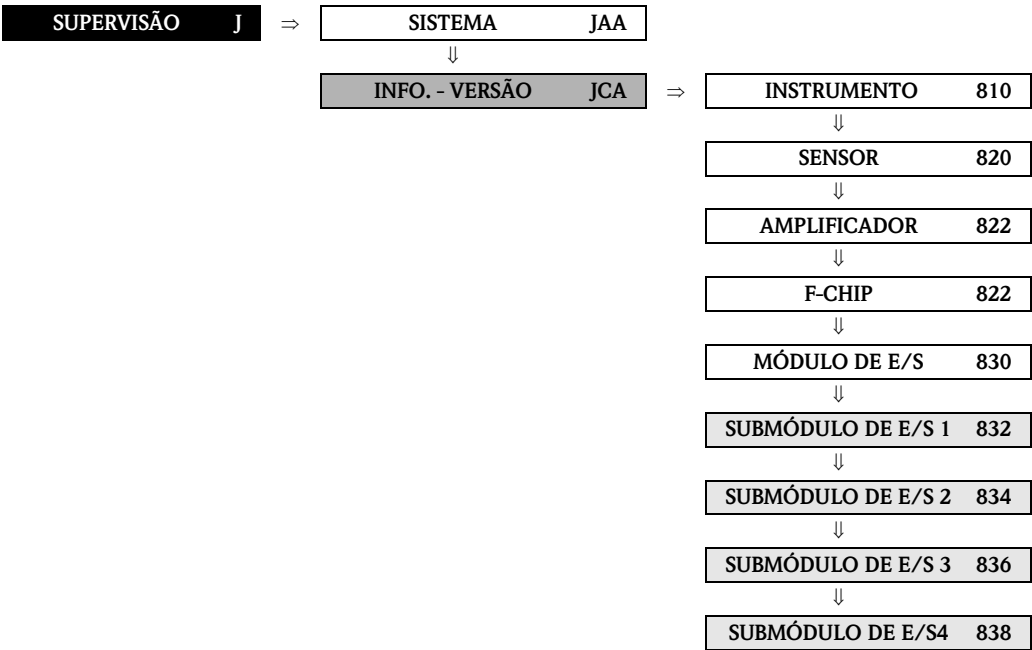 SUPERVISÃO J ⇒ SISTEMA JAA
⇓
INFO. - VERSÃO JCA ⇒ INSTRUMENTO 810
⇓
SENSOR 820
⇓
AMPLIFICADOR 822
⇓
F-CHIP 822
⇓
MÓDULO DE E/S 830
⇓
SUBMÓDULO DE E/S 1 832
⇓
SUBMÓDULO DE E/S 2 834
⇓
SUBMÓDULO DE E/S 3 836
⇓
SUBMÓDULO DE E/S4 838